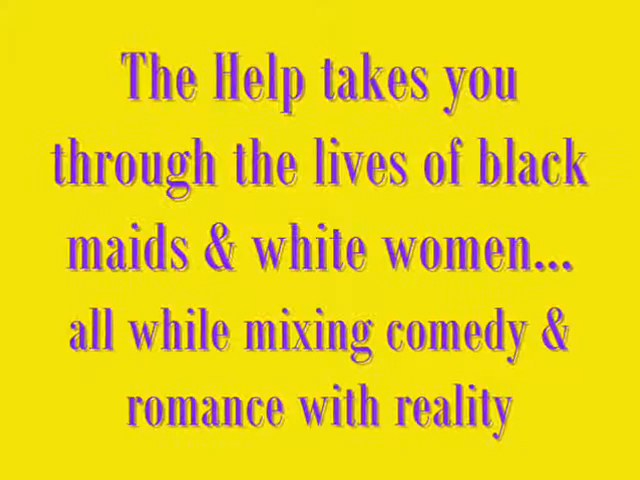 The Help takes you
through the lives of black
maids & white women...
all while mixing comedy &
romance with reality